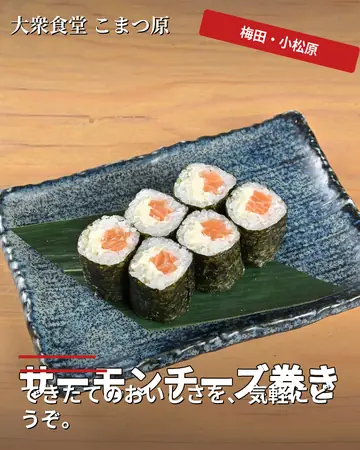 大衆食堂 こまつ原
梅田・小松原
サーモンチーズ巻き
できたてのおいしさを、気軽にど
うぞ。